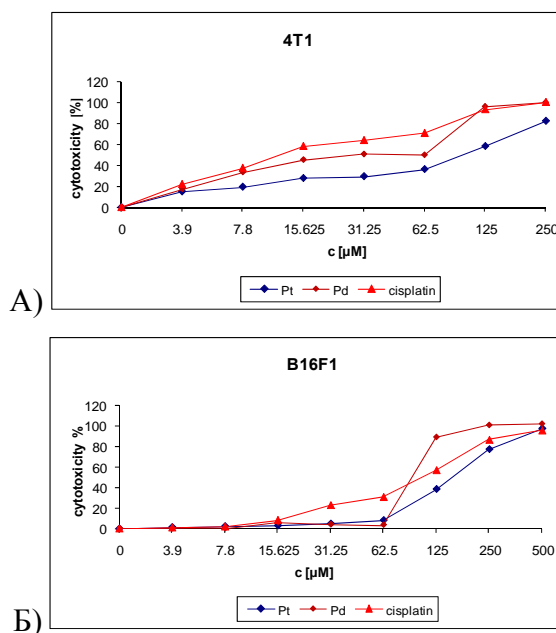 4T1
cytotoxicity [%]
120
100
80
60
40
20
0
0 3.9 7.8 15.625 31.25 62.5 125 250
c [µM]
Pt Pd cisplatin
А)
B16F1
cytotoxicity %
120
100
80
60
40
20
0
0 3.9 7.8 15.625 31.25 62.5 125 250 500
c [µM]
Pt Pd cisplatin
Б)